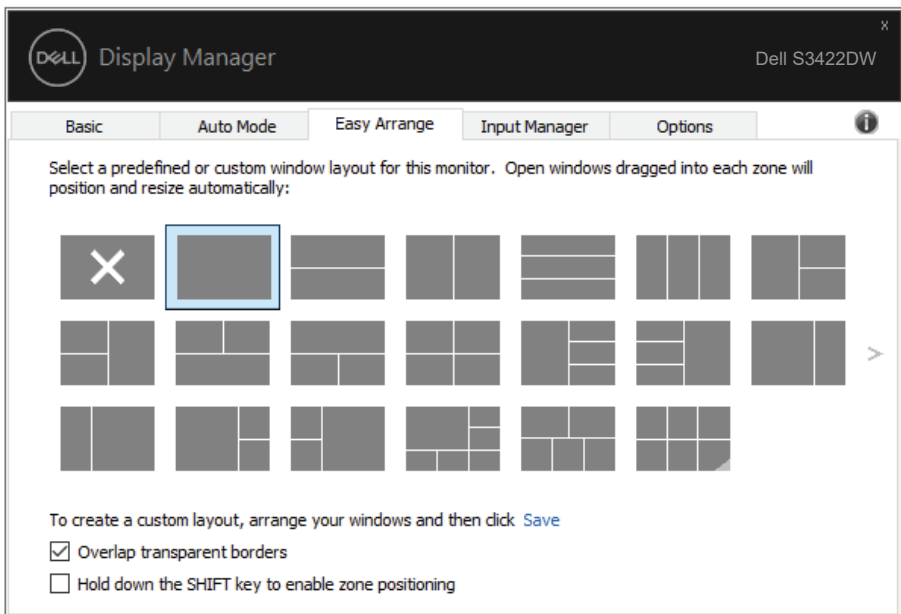 x
DELL Display Manager
Dell S3422DW
Basic Auto Mode Easy Arrange Input Manager Options
Select a predefined or custom window layout for this monitor. Open windows dragged into each zone will
position and resize automatically:
To create a custom layout, arrange your windows and then click Save
Overlap transparent borders
Hold down the SHIFT key to enable zone positioning